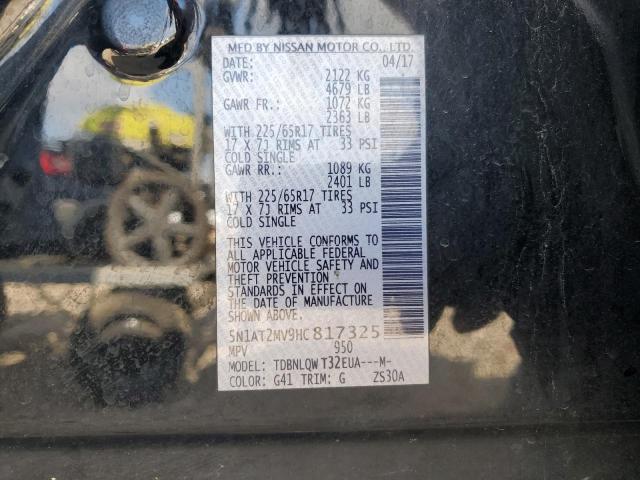 MFD BY NISSAN MOTOR CO., LTD.
DATE: 04/17
GVWR: 2122 KG
4679 LB
GAWR FR: 1072 KG
2363 LB
WITH 225/65R17 TIRES
17 X 7J RIMS AT 33 PSI
COLD SINGLE
GAWR RR: 1089 KG
2401 LB
WITH 225/65R17 TIRES
17 X 7J RIMS AT 33 PSI
COLD SINGLE
THIS VEHICLE CONFORMS TO
ALL APPLICABLE FEDERAL
MOTOR VEHICLE SAFETY AND
THEFT PREVENTION
STANDARDS IN EFFECT ON
THE DATE OF MANUFACTURE
SHOWN ABOVE.
5N1AT2MV9HC817325
MPV 950
MODEL: TDBNLQW T32EUA---M-
COLOR: G41 TRIM: G ZS30A